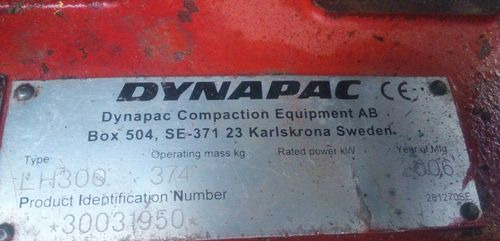 DYNAPAC CE
Dynapac Compaction Equipment AB
Box 504, SE-371 23 Karlskrona Sweden
Type Operating mass kg Rated power kW Year of Mfg
LH300 374
Product Identification Number
*30031950*